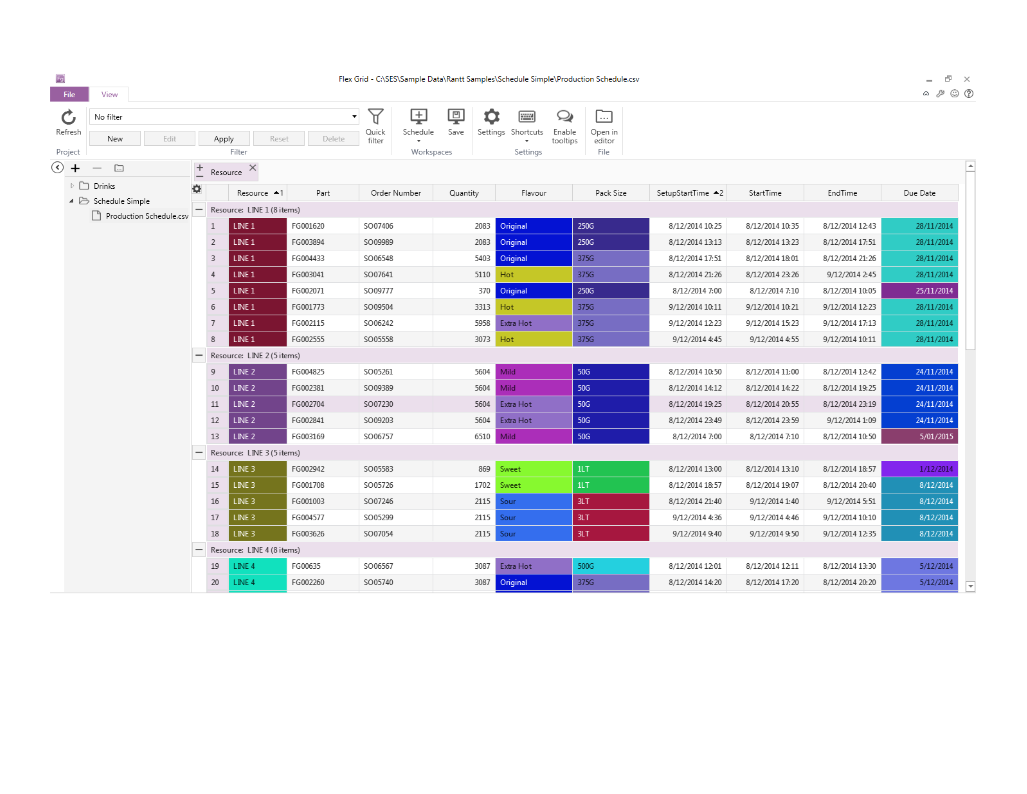 Flex Grid - C:\SES\Sample Data\Rantt Samples\Schedule Simple\Production Schedule.csv
File View
Refresh No filter Quick filter Schedule Save Settings Shortcuts Enable tooltips Open in editor
New Edit Apply Reset Delete
Project Filter Workspaces Settings File
Resource
Drinks
Schedule Simple
Production Schedule.csv
Resource 1 Part Order Number Quantity Flavour Pack Size SetupStartTime 2 StartTime EndTime Due Date
Resource: LINE 1 (8 items)
1 LINE 1 FG001620 SO07406 2083 Original 250G 8/12/2014 10:25 8/12/2014 10:35 8/12/2014 12:43 28/11/2014
2 LINE 1 FG003894 SO09989 2083 Original 250G 8/12/2014 13:13 8/12/2014 13:23 8/12/2014 17:51 28/11/2014
3 LINE 1 FG004433 SO06548 5403 Original 375G 8/12/2014 17:51 8/12/2014 18:01 8/12/2014 21:26 28/11/2014
4 LINE 1 FG003041 SO07641 5110 Hot 375G 8/12/2014 21:26 8/12/2014 23:26 9/12/2014 2:45 28/11/2014
5 LINE 1 FG002071 SO09777 370 Original 250G 8/12/2014 7:00 8/12/2014 7:10 8/12/2014 10:05 25/11/2014
6 LINE 1 FG001773 SO09504 3313 Hot 375G 9/12/2014 10:11 9/12/2014 10:21 9/12/2014 12:23 28/11/2014
7 LINE 1 FG002115 SO06242 5958 Extra Hot 375G 9/12/2014 12:23 9/12/2014 15:23 9/12/2014 17:13 28/11/2014
8 LINE 1 FG002555 SO05558 3073 Hot 375G 9/12/2014 4:45 9/12/2014 4:55 9/12/2014 10:11 28/11/2014
Resource: LINE 2 (5 items)
9 LINE 2 FG004825 SO05261 5604 Mild 50G 8/12/2014 10:50 8/12/2014 11:00 8/12/2014 12:42 24/11/2014
10 LINE 2 FG002381 SO09389 5604 Mild 50G 8/12/2014 14:12 8/12/2014 14:22 8/12/2014 19:25 24/11/2014
11 LINE 2 FG002704 SO07230 5604 Extra Hot 50G 8/12/2014 19:25 8/12/2014 20:55 8/12/2014 23:19 24/11/2014
12 LINE 2 FG002841 SO09203 5604 Extra Hot 50G 8/12/2014 23:49 8/12/2014 23:59 9/12/2014 1:09 24/11/2014
13 LINE 2 FG003169 SO06757 6510 Mild 50G 8/12/2014 7:00 8/12/2014 7:10 8/12/2014 10:50 5/01/2015
Resource: LINE 3 (5 items)
14 LINE 3 FG002942 SO05583 869 Sweet 1LT 8/12/2014 13:00 8/12/2014 13:10 8/12/2014 18:57 1/12/2014
15 LINE 3 FG001708 SO05726 1702 Sweet 1LT 8/12/2014 18:57 8/12/2014 19:07 8/12/2014 20:40 8/12/2014
16 LINE 3 FG001003 SO07246 2115 Sour 3LT 8/12/2014 21:40 9/12/2014 1:40 9/12/2014 5:51 8/12/2014
17 LINE 3 FG004577 SO05299 2115 Sour 3LT 9/12/2014 4:36 9/12/2014 4:46 9/12/2014 10:10 8/12/2014
18 LINE 3 FG003626 SO07054 2115 Sour 3LT 9/12/2014 9:40 9/12/2014 9:50 9/12/2014 12:35 8/12/2014
Resource: LINE 4 (8 items)
19 LINE 4 FG00635 SO06567 3087 Extra Hot 500G 8/12/2014 12:01 8/12/2014 12:11 8/12/2014 13:30 5/12/2014
20 LINE 4 FG002260 SO05740 3087 Original 375G 8/12/2014 14:20 8/12/2014 17:20 8/12/2014 20:20 5/12/2014